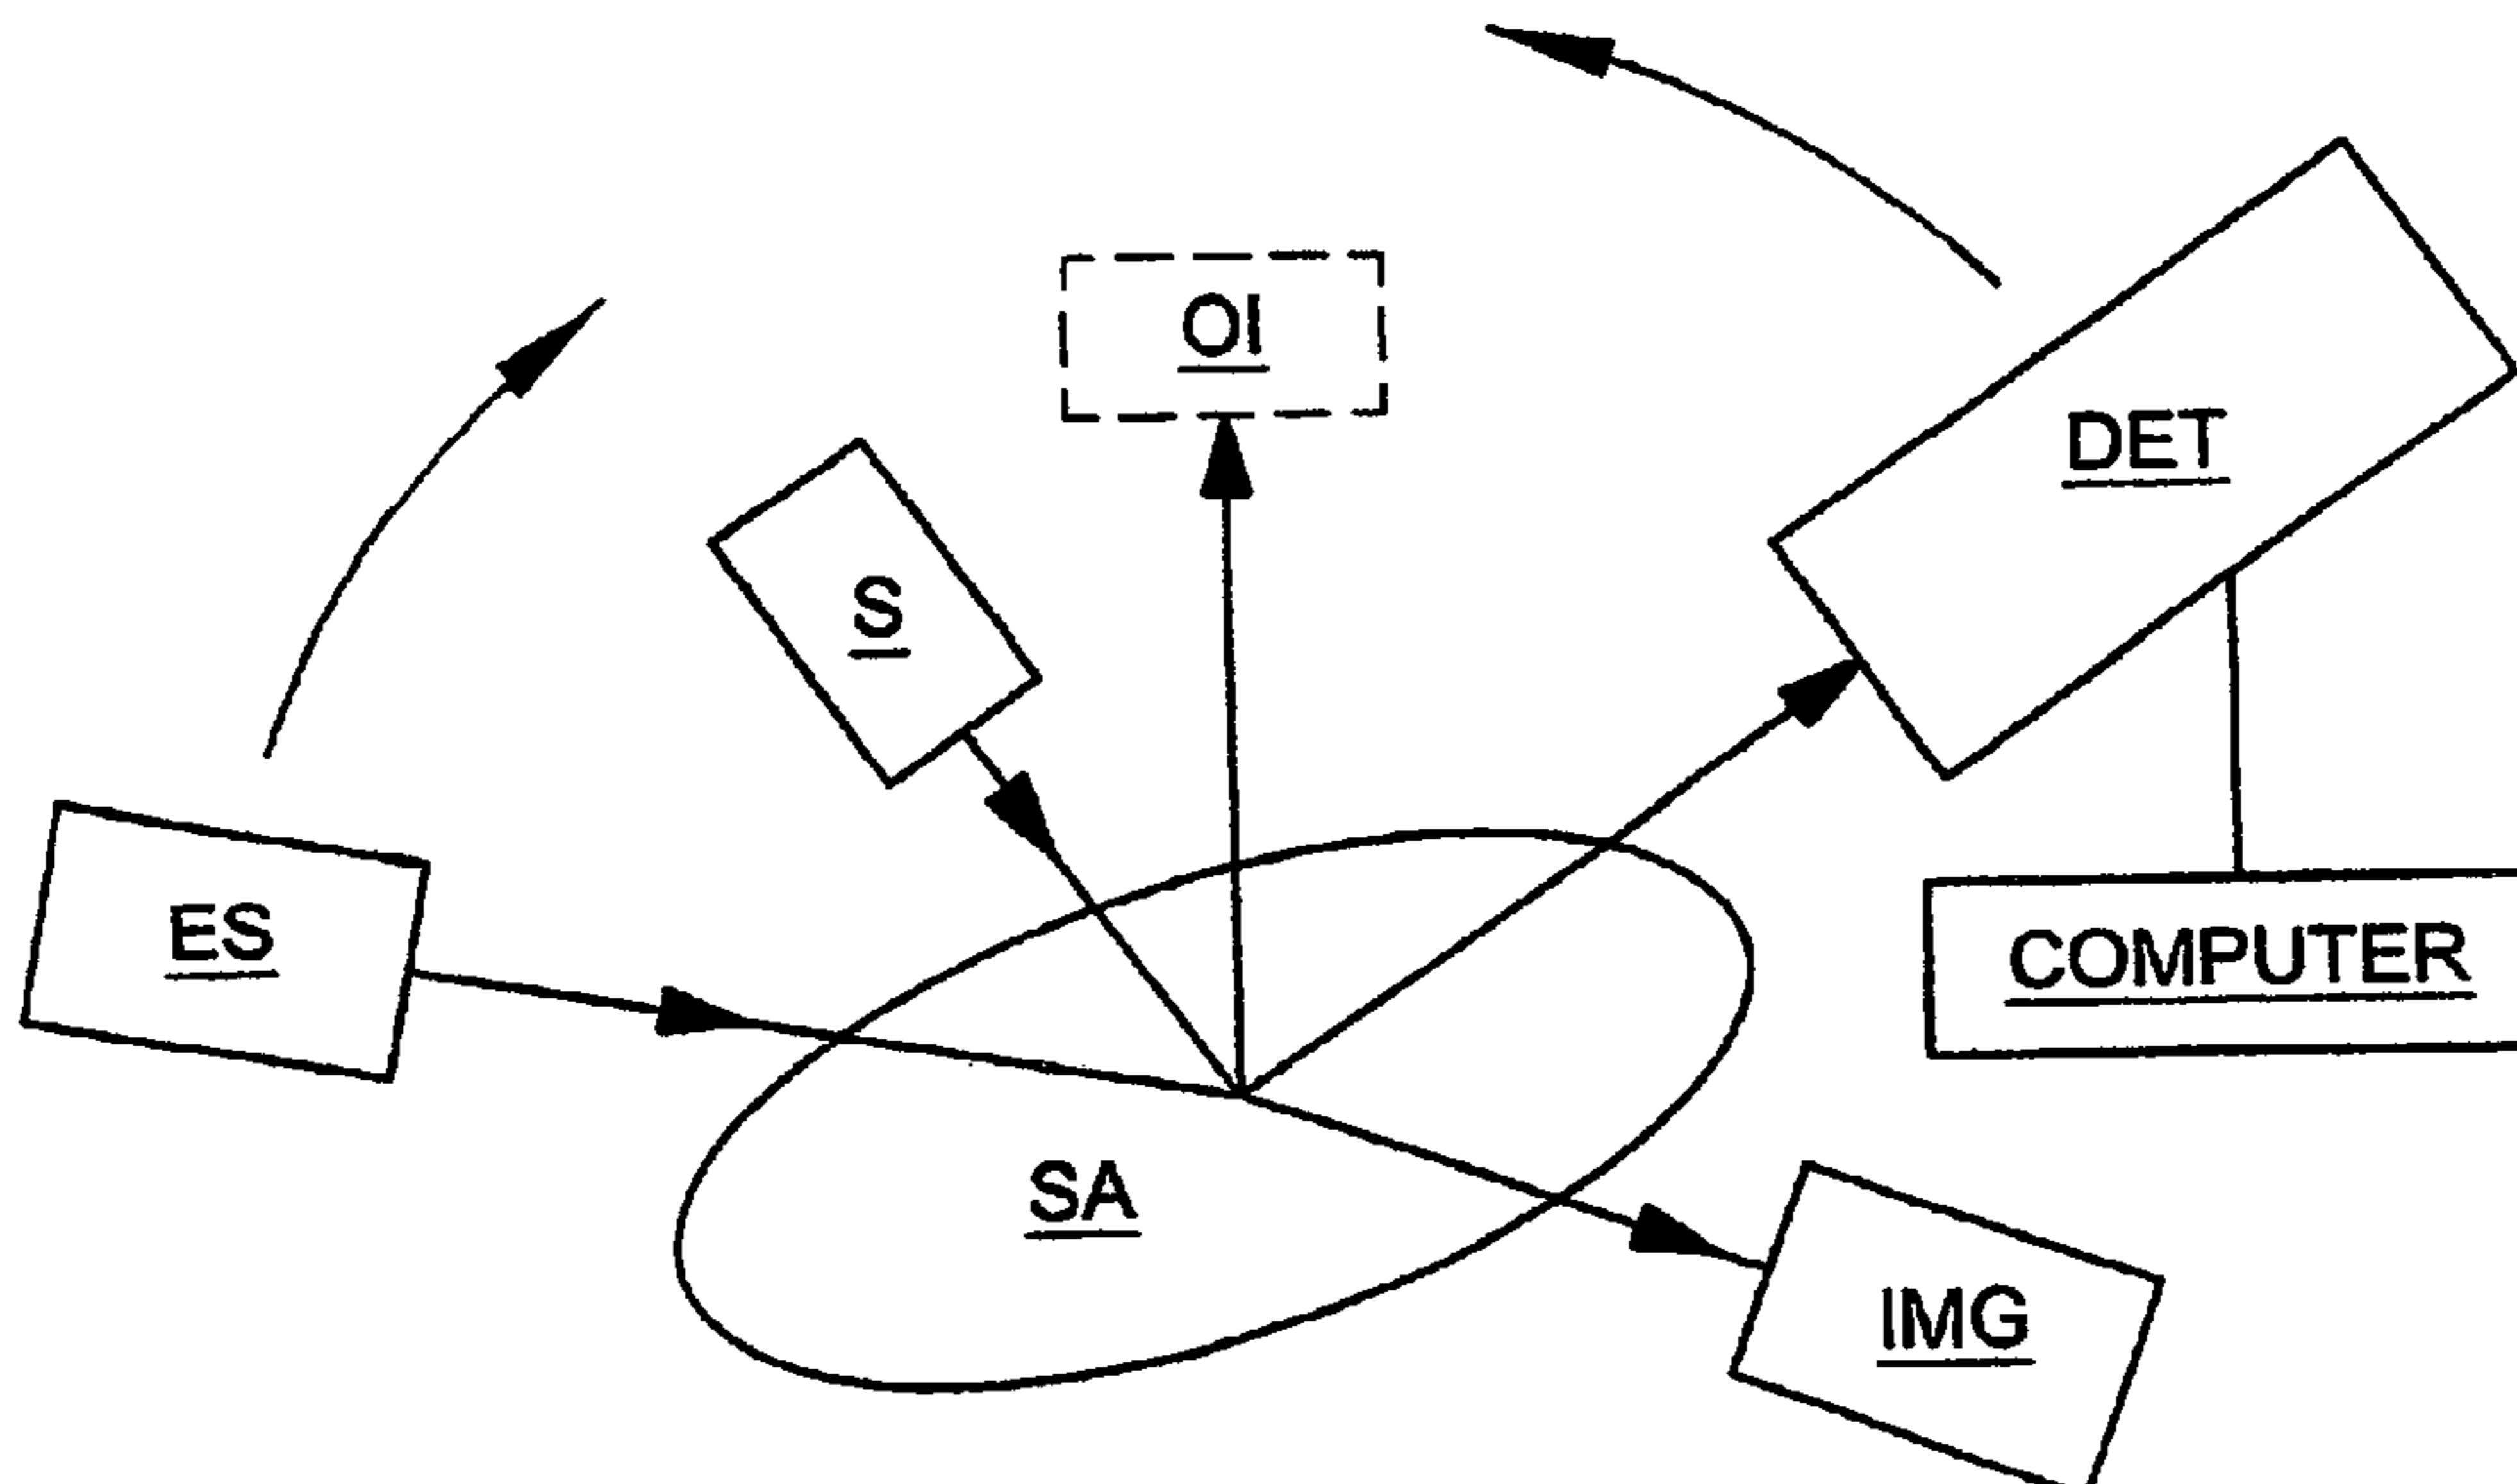 OI
DET
S
ES
COMPUTER
SA
IMG